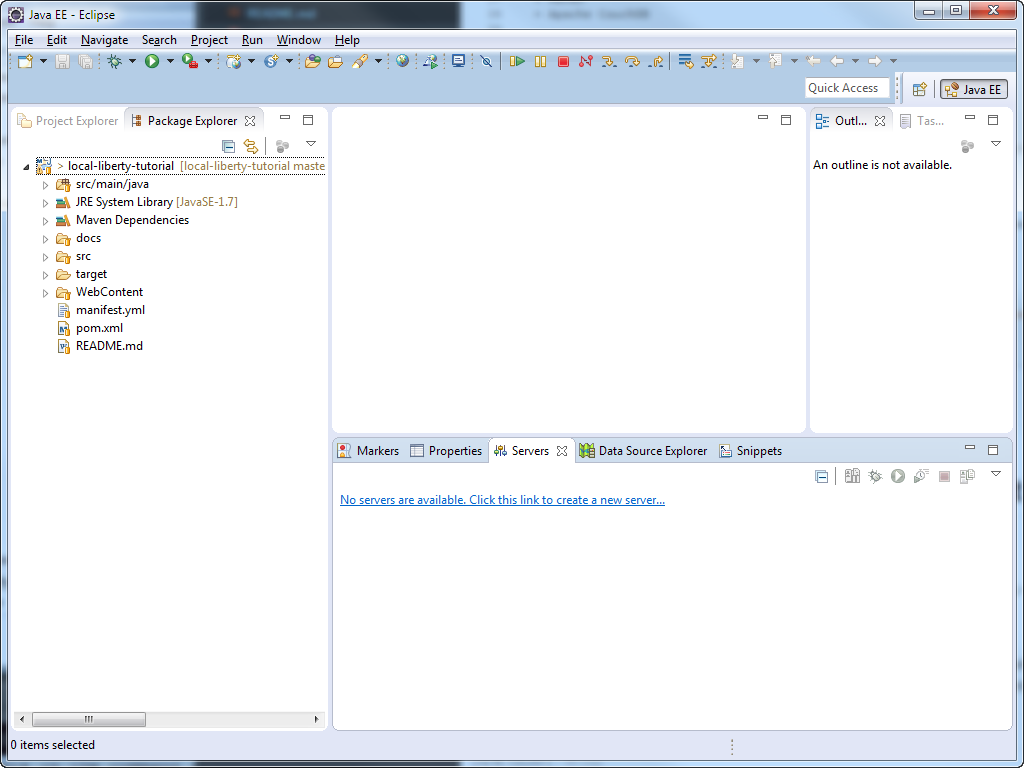 Java EE - Eclipse
File Edit Navigate Search Project Run Window Help
Quick Access
Java EE
Project Explorer
Package Explorer
> local-liberty-tutorial [local-liberty-tutorial maste
src/main/java
JRE System Library [JavaSE-1.7]
Maven Dependencies
docs
src
target
WebContent
manifest.yml
pom.xml
README.md
Outl...
Tas...
An outline is not available.
Markers
Properties
Servers
Data Source Explorer
Snippets
No servers are available. Click this link to create a new server...
0 items selected